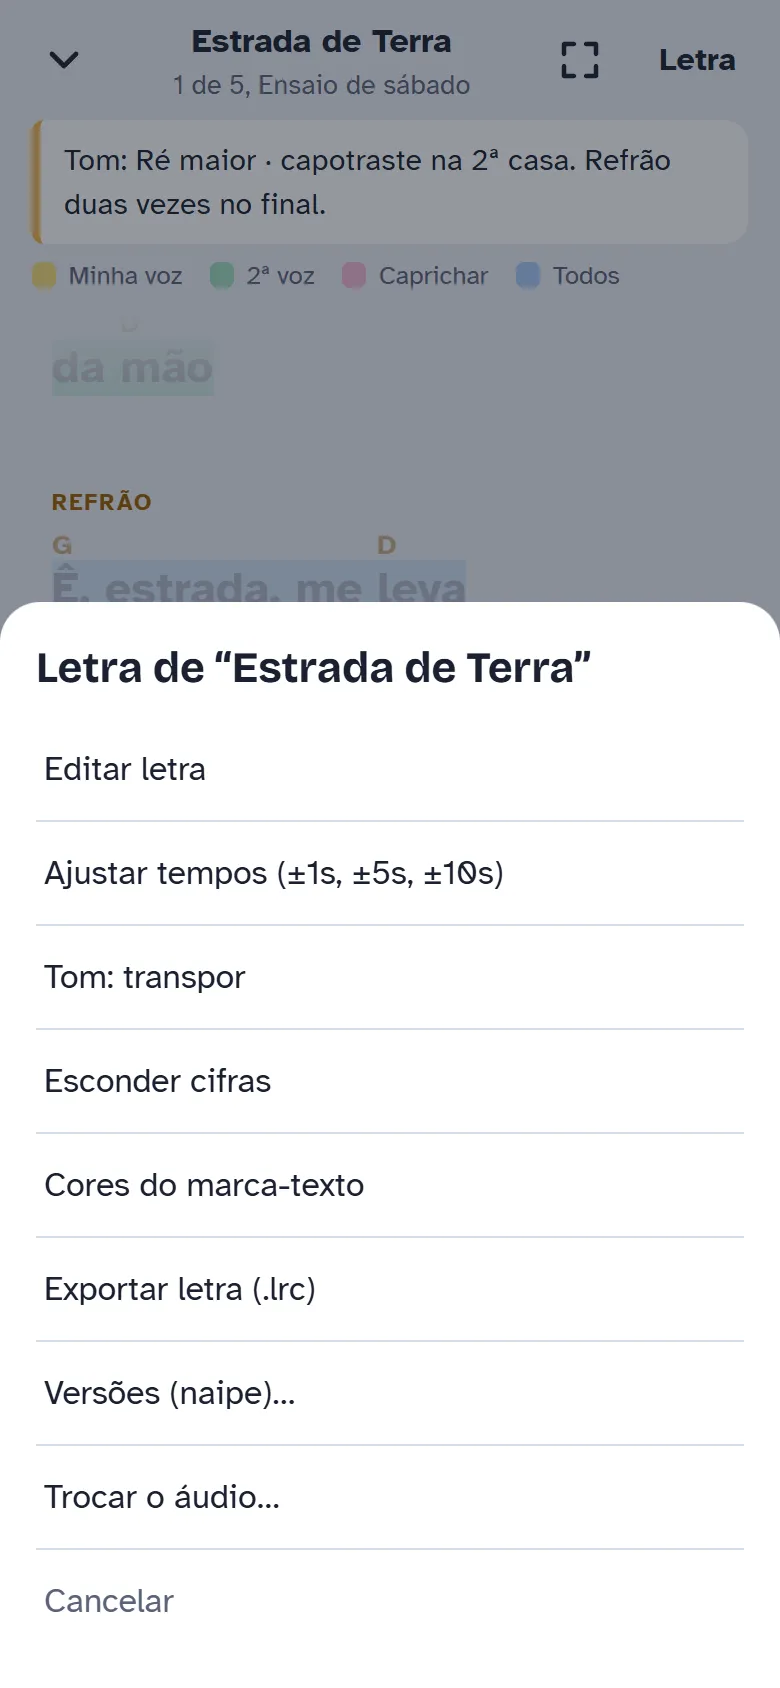 Estrada de Terra
Letra
1 de 5, Ensaio de sábado
Tom: Ré maior · capotraste na 2ª casa. Refrão
duas vezes no final.
Minha voz 2ª voz Caprichar Todos
D
da mão
REFRÃO
G D
Ê, estrada, me leva
Letra de “Estrada de Terra”
Editar letra
Ajustar tempos (±1s, ±5s, ±10s)
Tom: transpor
Esconder cifras
Cores do marca-texto
Exportar letra (.lrc)
Versões (naipe)...
Trocar o áudio...
Cancelar